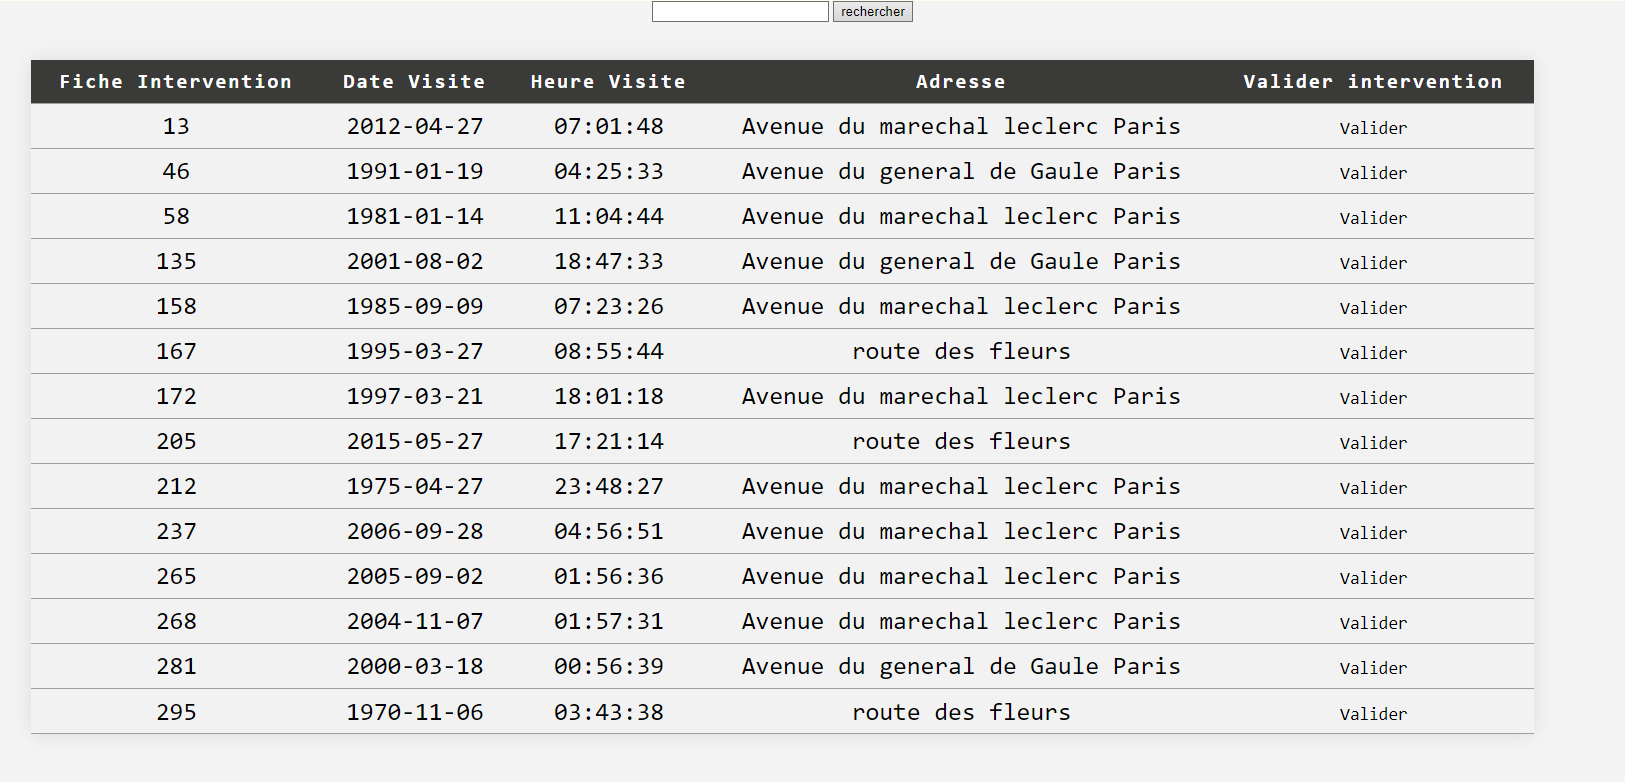 rechercher
Fiche Intervention Date Visite Heure Visite Adresse Valider intervention
13 2012-04-27 07:01:48 Avenue du marechal leclerc Paris Valider
46 1991-01-19 04:25:33 Avenue du general de Gaule Paris Valider
58 1981-01-14 11:04:44 Avenue du marechal leclerc Paris Valider
135 2001-08-02 18:47:33 Avenue du general de Gaule Paris Valider
158 1985-09-09 07:23:26 Avenue du marechal leclerc Paris Valider
167 1995-03-27 08:55:44 route des fleurs Valider
172 1997-03-21 18:01:18 Avenue du marechal leclerc Paris Valider
205 2015-05-27 17:21:14 route des fleurs Valider
212 1975-04-27 23:48:27 Avenue du marechal leclerc Paris Valider
237 2006-09-28 04:56:51 Avenue du marechal leclerc Paris Valider
265 2005-09-02 01:56:36 Avenue du marechal leclerc Paris Valider
268 2004-11-07 01:57:31 Avenue du marechal leclerc Paris Valider
281 2000-03-18 00:56:39 Avenue du general de Gaule Paris Valider
295 1970-11-06 03:43:38 route des fleurs Valider